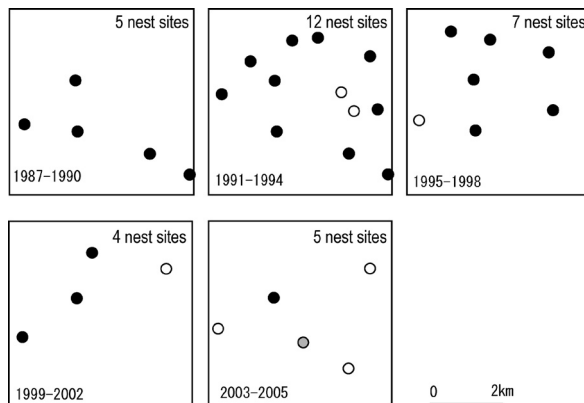 5 nest sites
1987-1990
12 nest sites
1991-1994
7 nest sites
1995-1998
4 nest sites
1999-2002
5 nest sites
2003-2005
0 2km